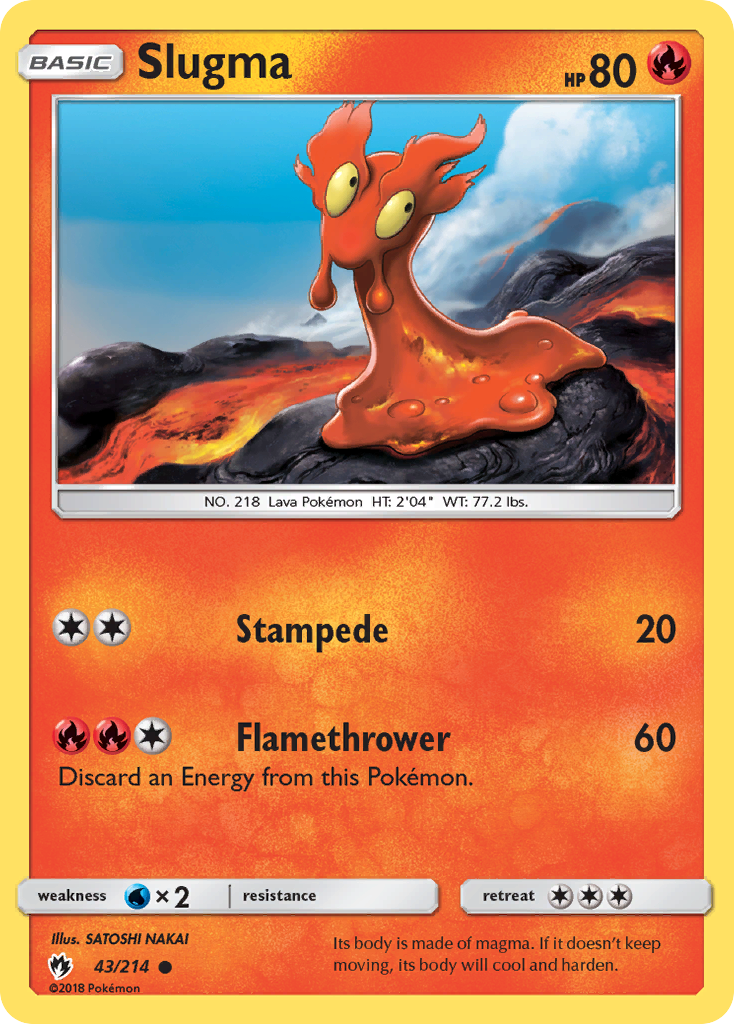 BASIC Slugma HP 80
NO. 218 Lava Pokémon HT: 2'04" WT: 77.2 lbs.
Stampede 20
Flamethrower 60
Discard an Energy from this Pokémon.
weakness × 2 resistance retreat
Illus. SATOSHI NAKAI
43/214
©2018 Pokémon
Its body is made of magma. If it doesn't keep
moving, its body will cool and harden.